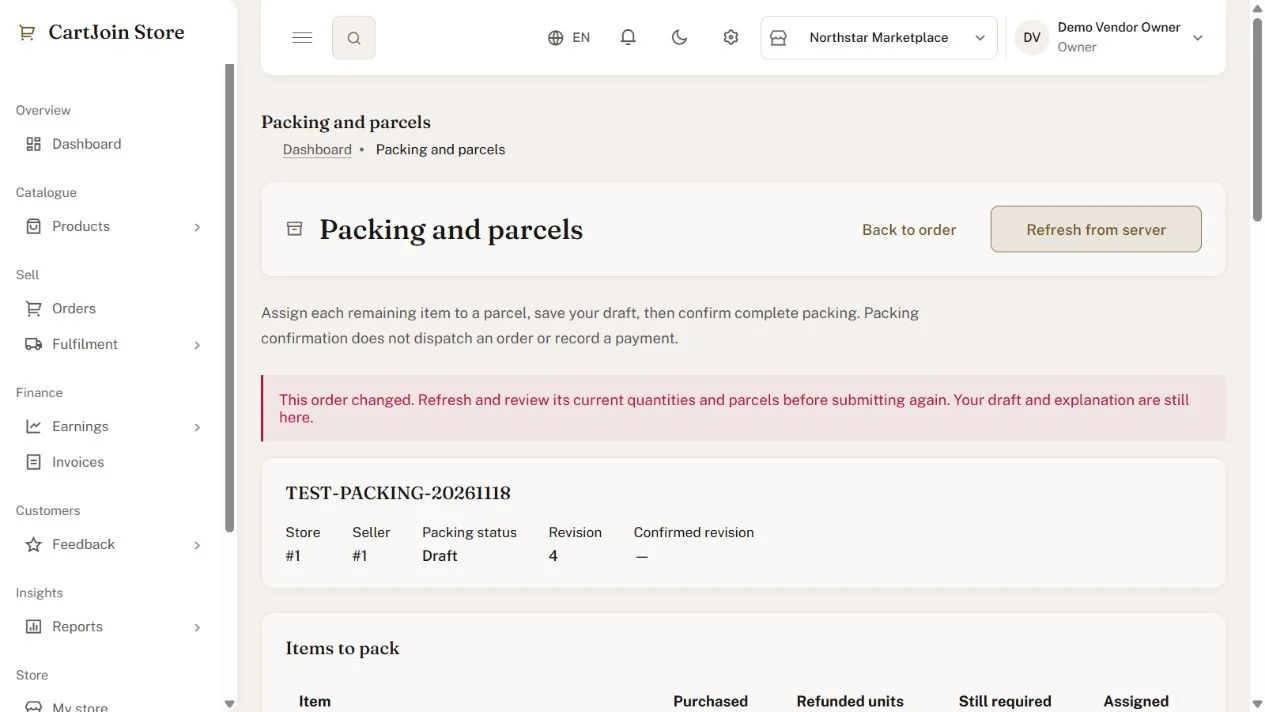 CartJoin Store
EN
Northstar Marketplace
DV
Demo Vendor Owner
Owner
Overview
Dashboard
Catalogue
Products
Sell
Orders
Fulfilment
Finance
Earnings
Invoices
Customers
Feedback
Insights
Reports
Store
My store
Packing and parcels
Dashboard • Packing and parcels
Packing and parcels
Back to order
Refresh from server
Assign each remaining item to a parcel, save your draft, then confirm complete packing. Packing
confirmation does not dispatch an order or record a payment.
This order changed. Refresh and review its current quantities and parcels before submitting again. Your draft and explanation are still
here.
TEST-PACKING-20261118
Store Seller Packing status Revision Confirmed revision
#1 #1 Draft 4 —
Items to pack
Item Purchased Refunded units Still required Assigned